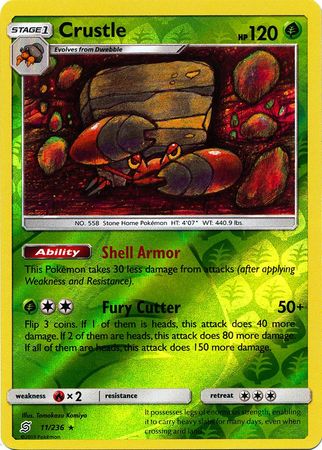 STAGE 1
Crustle
HP 120
Evolves from Dwebble
NO. 558 Stone Home Pokémon HT: 4'07" WT: 440.9 lbs.
Ability Shell Armor
This Pokémon takes 30 less damage from attacks (after applying
Weakness and Resistance).
Fury Cutter 50+
Flip 3 coins. If 1 of them is heads, this attack does 40 more
damage. If 2 of them are heads, this attack does 80 more damage.
If all of them are heads, this attack does 150 more damage.
weakness ×2 resistance retreat
Illus. Tomokazu Komiya
11/236 ★
©2019 Pokémon
It possesses legs of enormous strength, enabling
it to carry heavy slabs for many days, even when
crossing arid land.